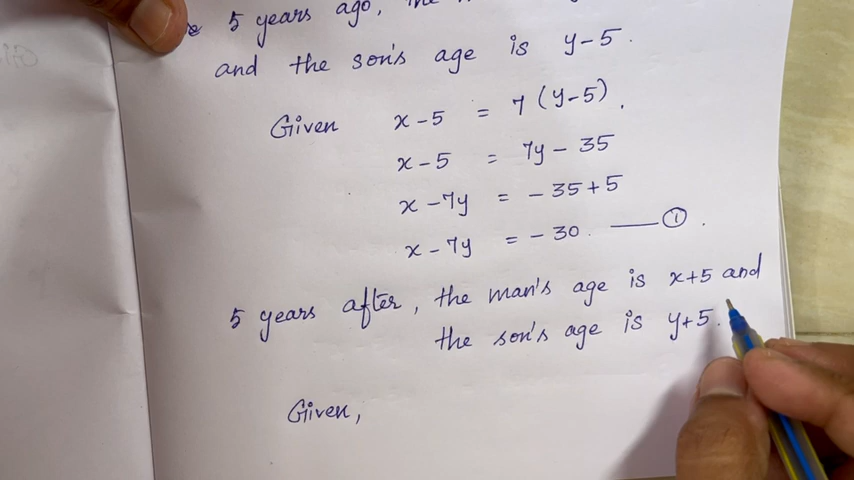 5 years ago, the
and the son's age is y-5.
Given x-5 = 7(y-5).
x-5 = 7y-35
x-7y = -35+5
x-7y = -30. —— ①.
5 years after, the man's age is x+5 and
the son's age is y+5.
Given,